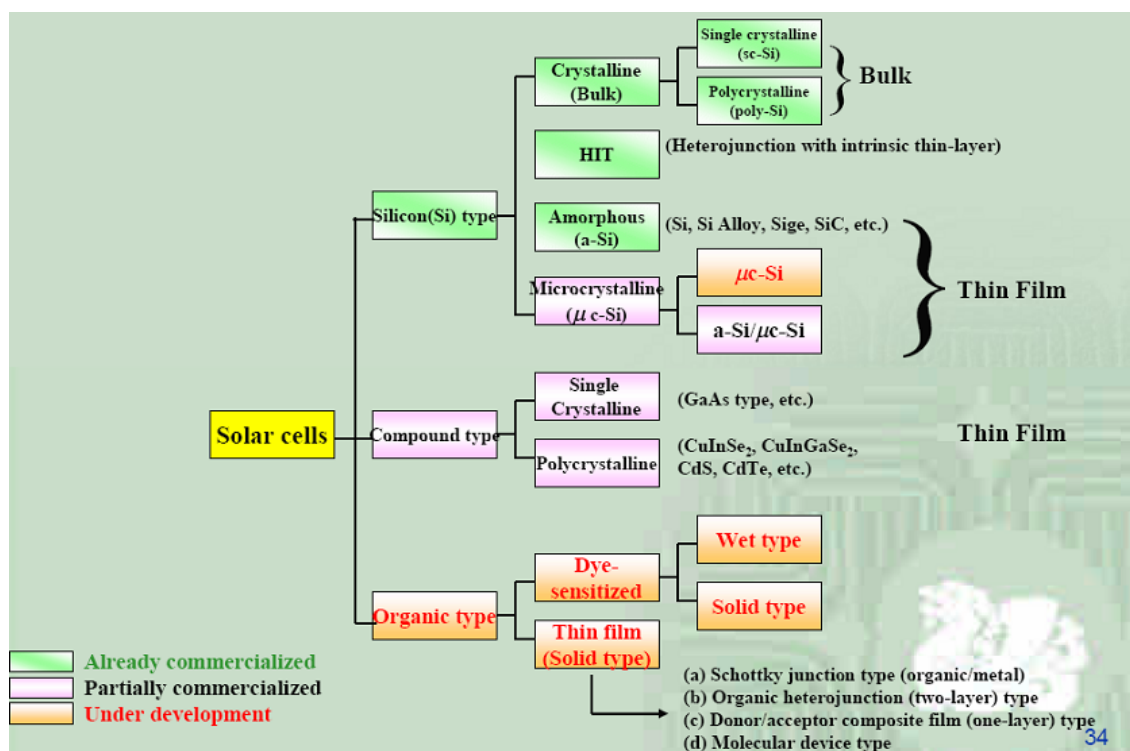 Single crystalline
(sc-Si)
Crystalline
(Bulk)
Polycrystalline
(poly-Si)
Bulk
HIT
(Heterojunction with intrinsic thin-layer)
Silicon(Si) type
Amorphous
(a-Si)
(Si, Si Alloy, Sige, SiC, etc.)
Microcrystalline
(μ c-Si)
μc-Si
a-Si/μc-Si
Thin Film
Solar cells
Compound type
Single
Crystalline
(GaAs type, etc.)
Polycrystalline
(CuInSe₂, CuInGaSe₂,
CdS, CdTe, etc.)
Thin Film
Organic type
Dye-
sensitized
Wet type
Solid type
Thin film
(Solid type)
(a) Schottky junction type (organic/metal)
(b) Organic heterojunction (two-layer) type
(c) Donor/acceptor composite film (one-layer) type
(d) Molecular device type
Already commercialized
Partially commercialized
Under development
34